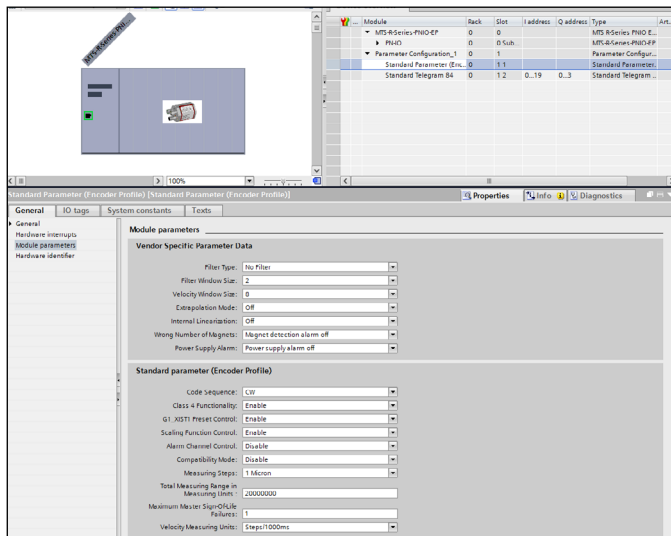 MTS-R-Series-PNI...
100%
... Module Rack Slot I address Q address Type Art.
MTS-R-Series-PNIO-EP 0 0 MTS-R-Series-PNIO-E...
PN-IO 0 0 Sub... MTS-R-Series-PNIO-EP
Parameter Configuration_1 0 1 Parameter Configur...
Standard Parameter (Enc... 0 1 1 Standard Parameter...
Standard Telegram 84 0 1 2 0...19 0...3 Standard Telegram ...
Standard Parameter (Encoder Profile) [Standard Parameter (Encoder Profile)]
Properties Info Diagnostics
General IO tags System constants Texts
General
Hardware interrupts
Module parameters
Hardware identifier
Module parameters
Vendor Specific Parameter Data
Filter Type: No Filter
Filter Window Size: 2
Velocity Window Size: 8
Extrapolation Mode: Off
Internal Linearization: Off
Wrong Number of Magnets: Magnet detection alarm off
Power Supply Alarm: Power supply alarm off
Standard parameter (Encoder Profile)
Code Sequence: CW
Class 4 Functionality: Enable
G1_XIST1 Preset Control: Enable
Scaling Function Control: Enable
Alarm Channel Control: Disable
Compatibility Mode: Disable
Measuring Steps: 1 Micron
Total Measuring Range in
Measuring Units : 20000000
Maximum Master Sign-Of-Life
Failures: 1
Velocity Measuring Units: Steps/1000ms